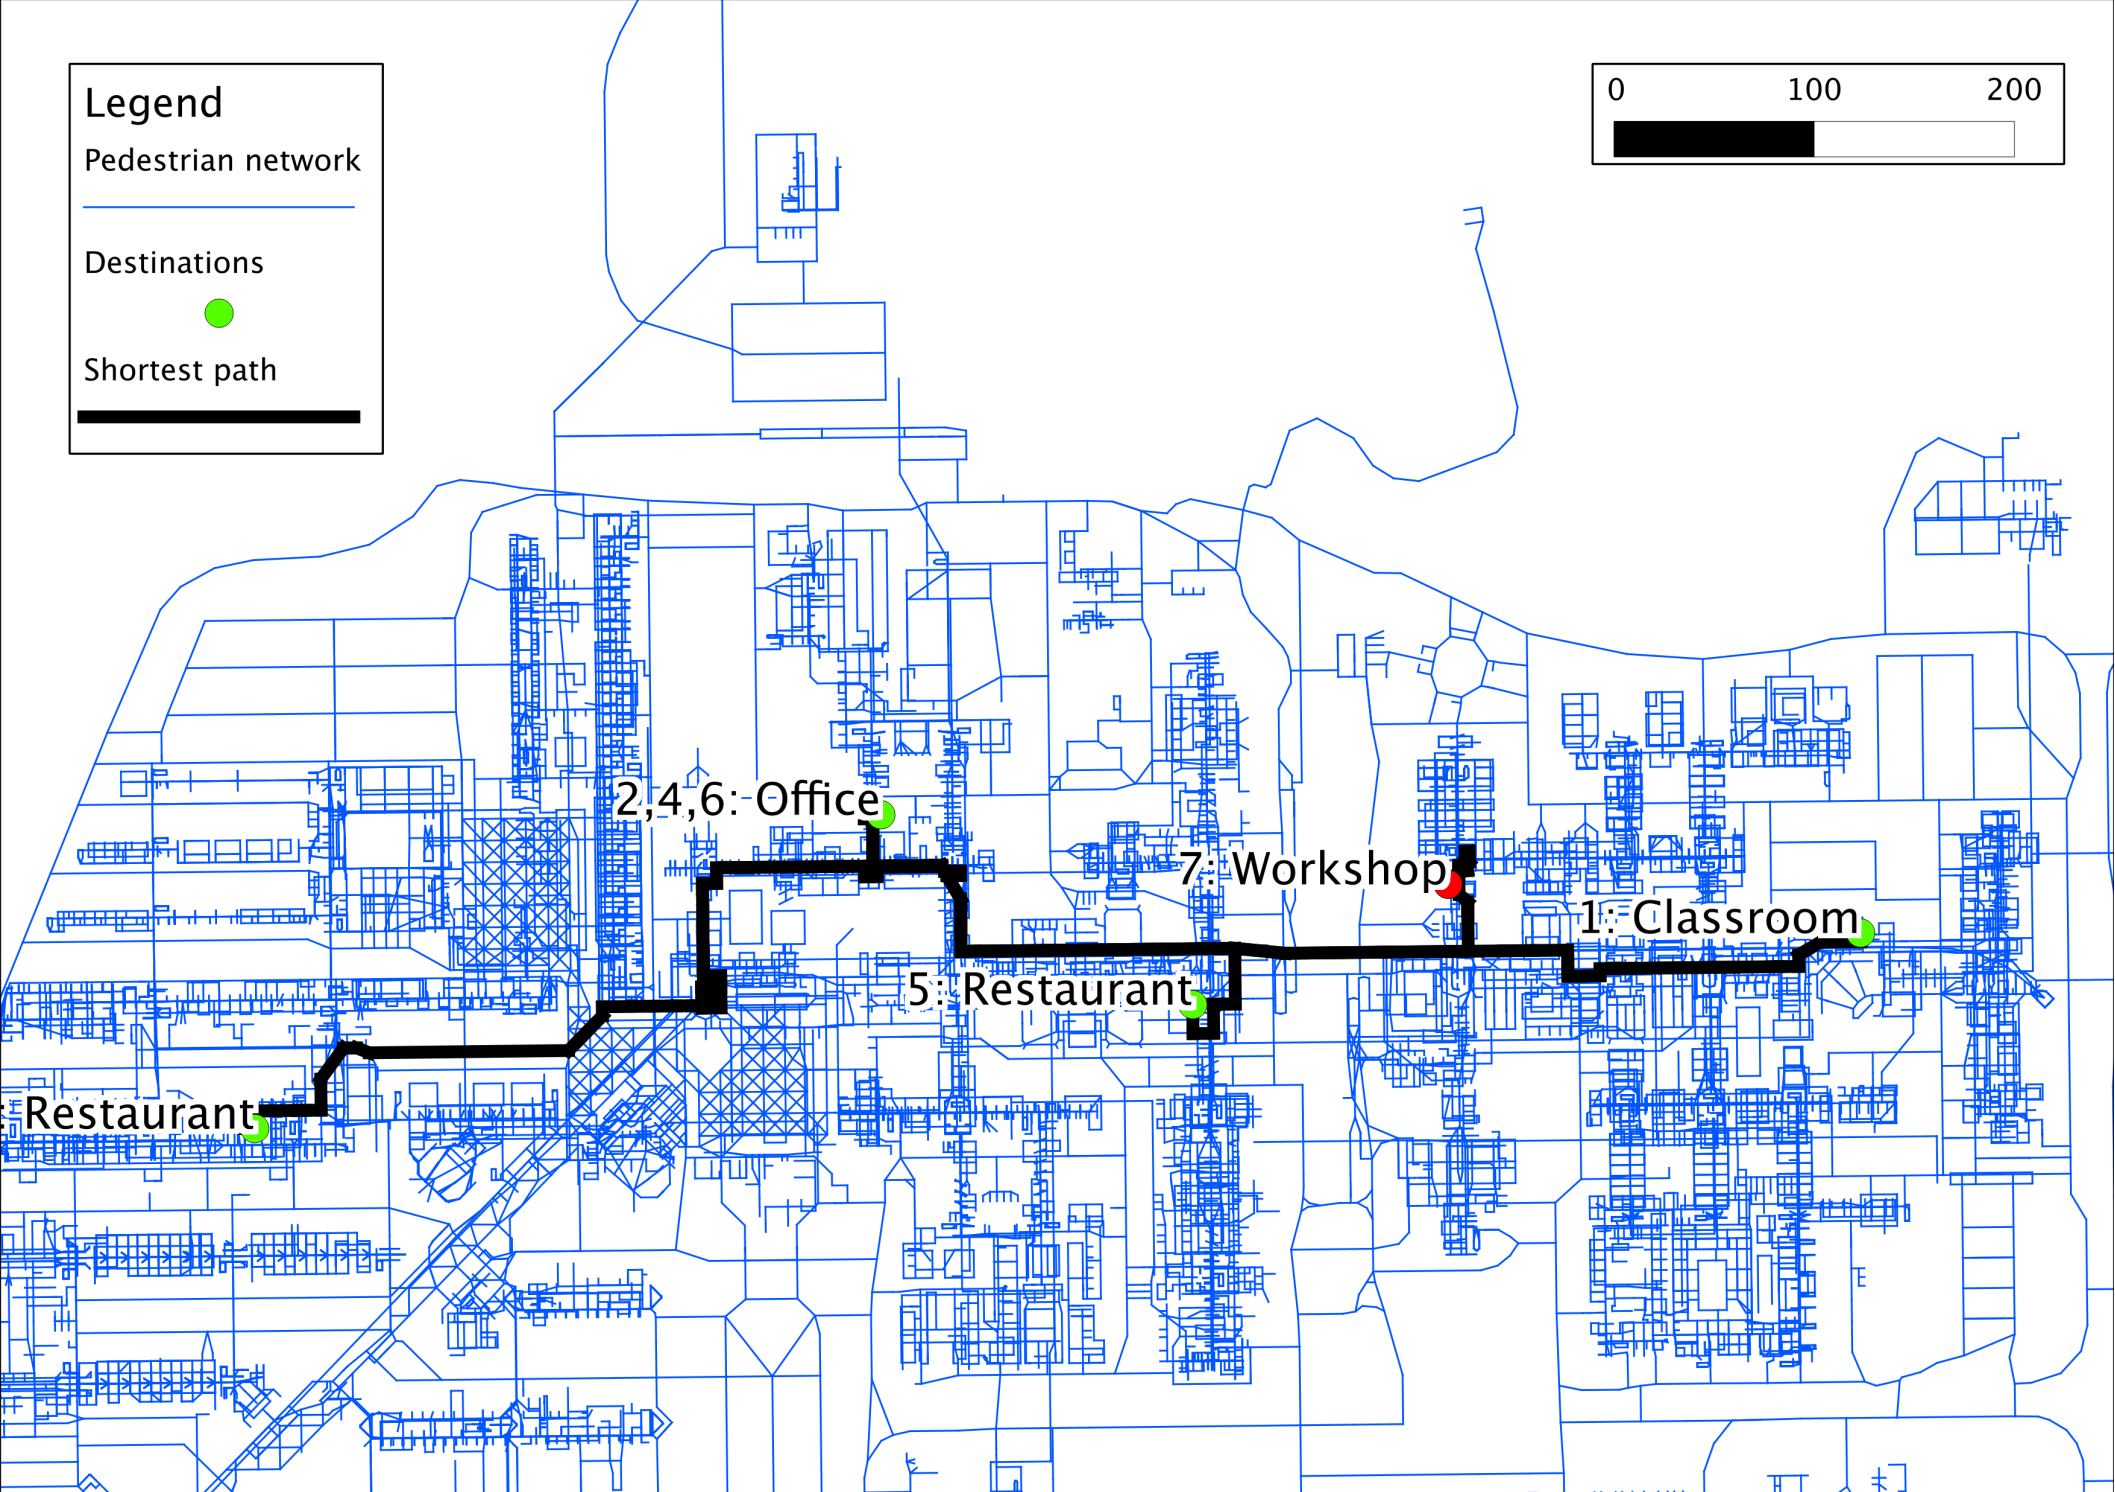 Legend
Pedestrian network
Destinations
Shortest path
0 100 200
2,4,6: Office
7: Workshop
1: Classroom
5: Restaurant
: Restaurant